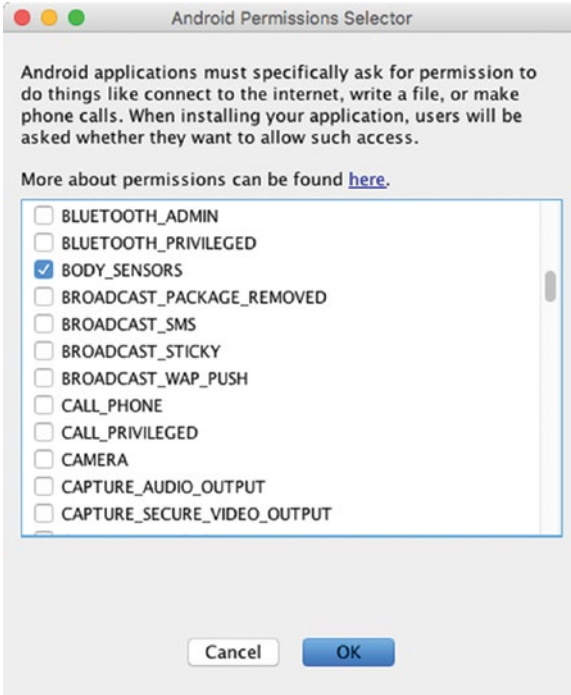 Android Permissions Selector
Android applications must specifically ask for permission to
do things like connect to the internet, write a file, or make
phone calls. When installing your application, users will be
asked whether they want to allow such access.
More about permissions can be found here.
BLUETOOTH_ADMIN
BLUETOOTH_PRIVILEGED
BODY_SENSORS
BROADCAST_PACKAGE_REMOVED
BROADCAST_SMS
BROADCAST_STICKY
BROADCAST_WAP_PUSH
CALL_PHONE
CALL_PRIVILEGED
CAMERA
CAPTURE_AUDIO_OUTPUT
CAPTURE_SECURE_VIDEO_OUTPUT
Cancel
OK